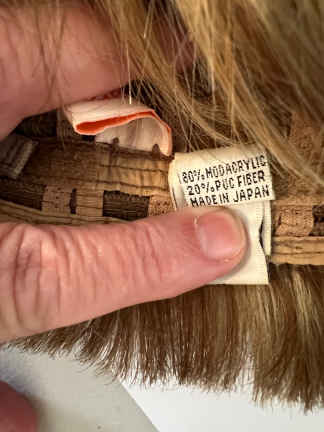 80% MODACRYLIC
20% PVC FIBER
MADE IN JAPAN